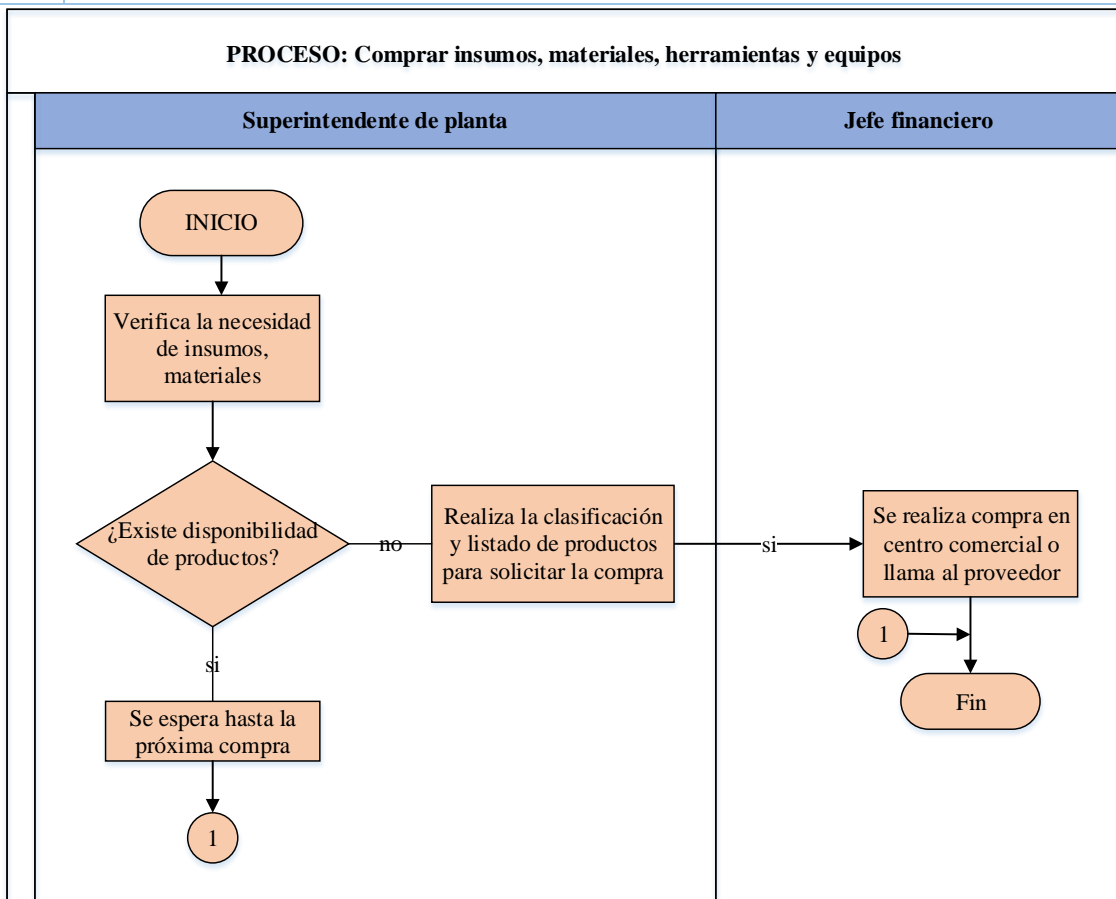 PROCESO: Comprar insumos, materiales, herramientas y equipos
Superintendente de planta
Jefe financiero
INICIO
Verifica la necesidad
de insumos,
materiales
¿Existe disponibilidad
de productos?
no
Realiza la clasificación
y listado de productos
para solicitar la compra
si
Se realiza compra en
centro comercial o
llama al proveedor
1
Fin
si
Se espera hasta la
próxima compra
1